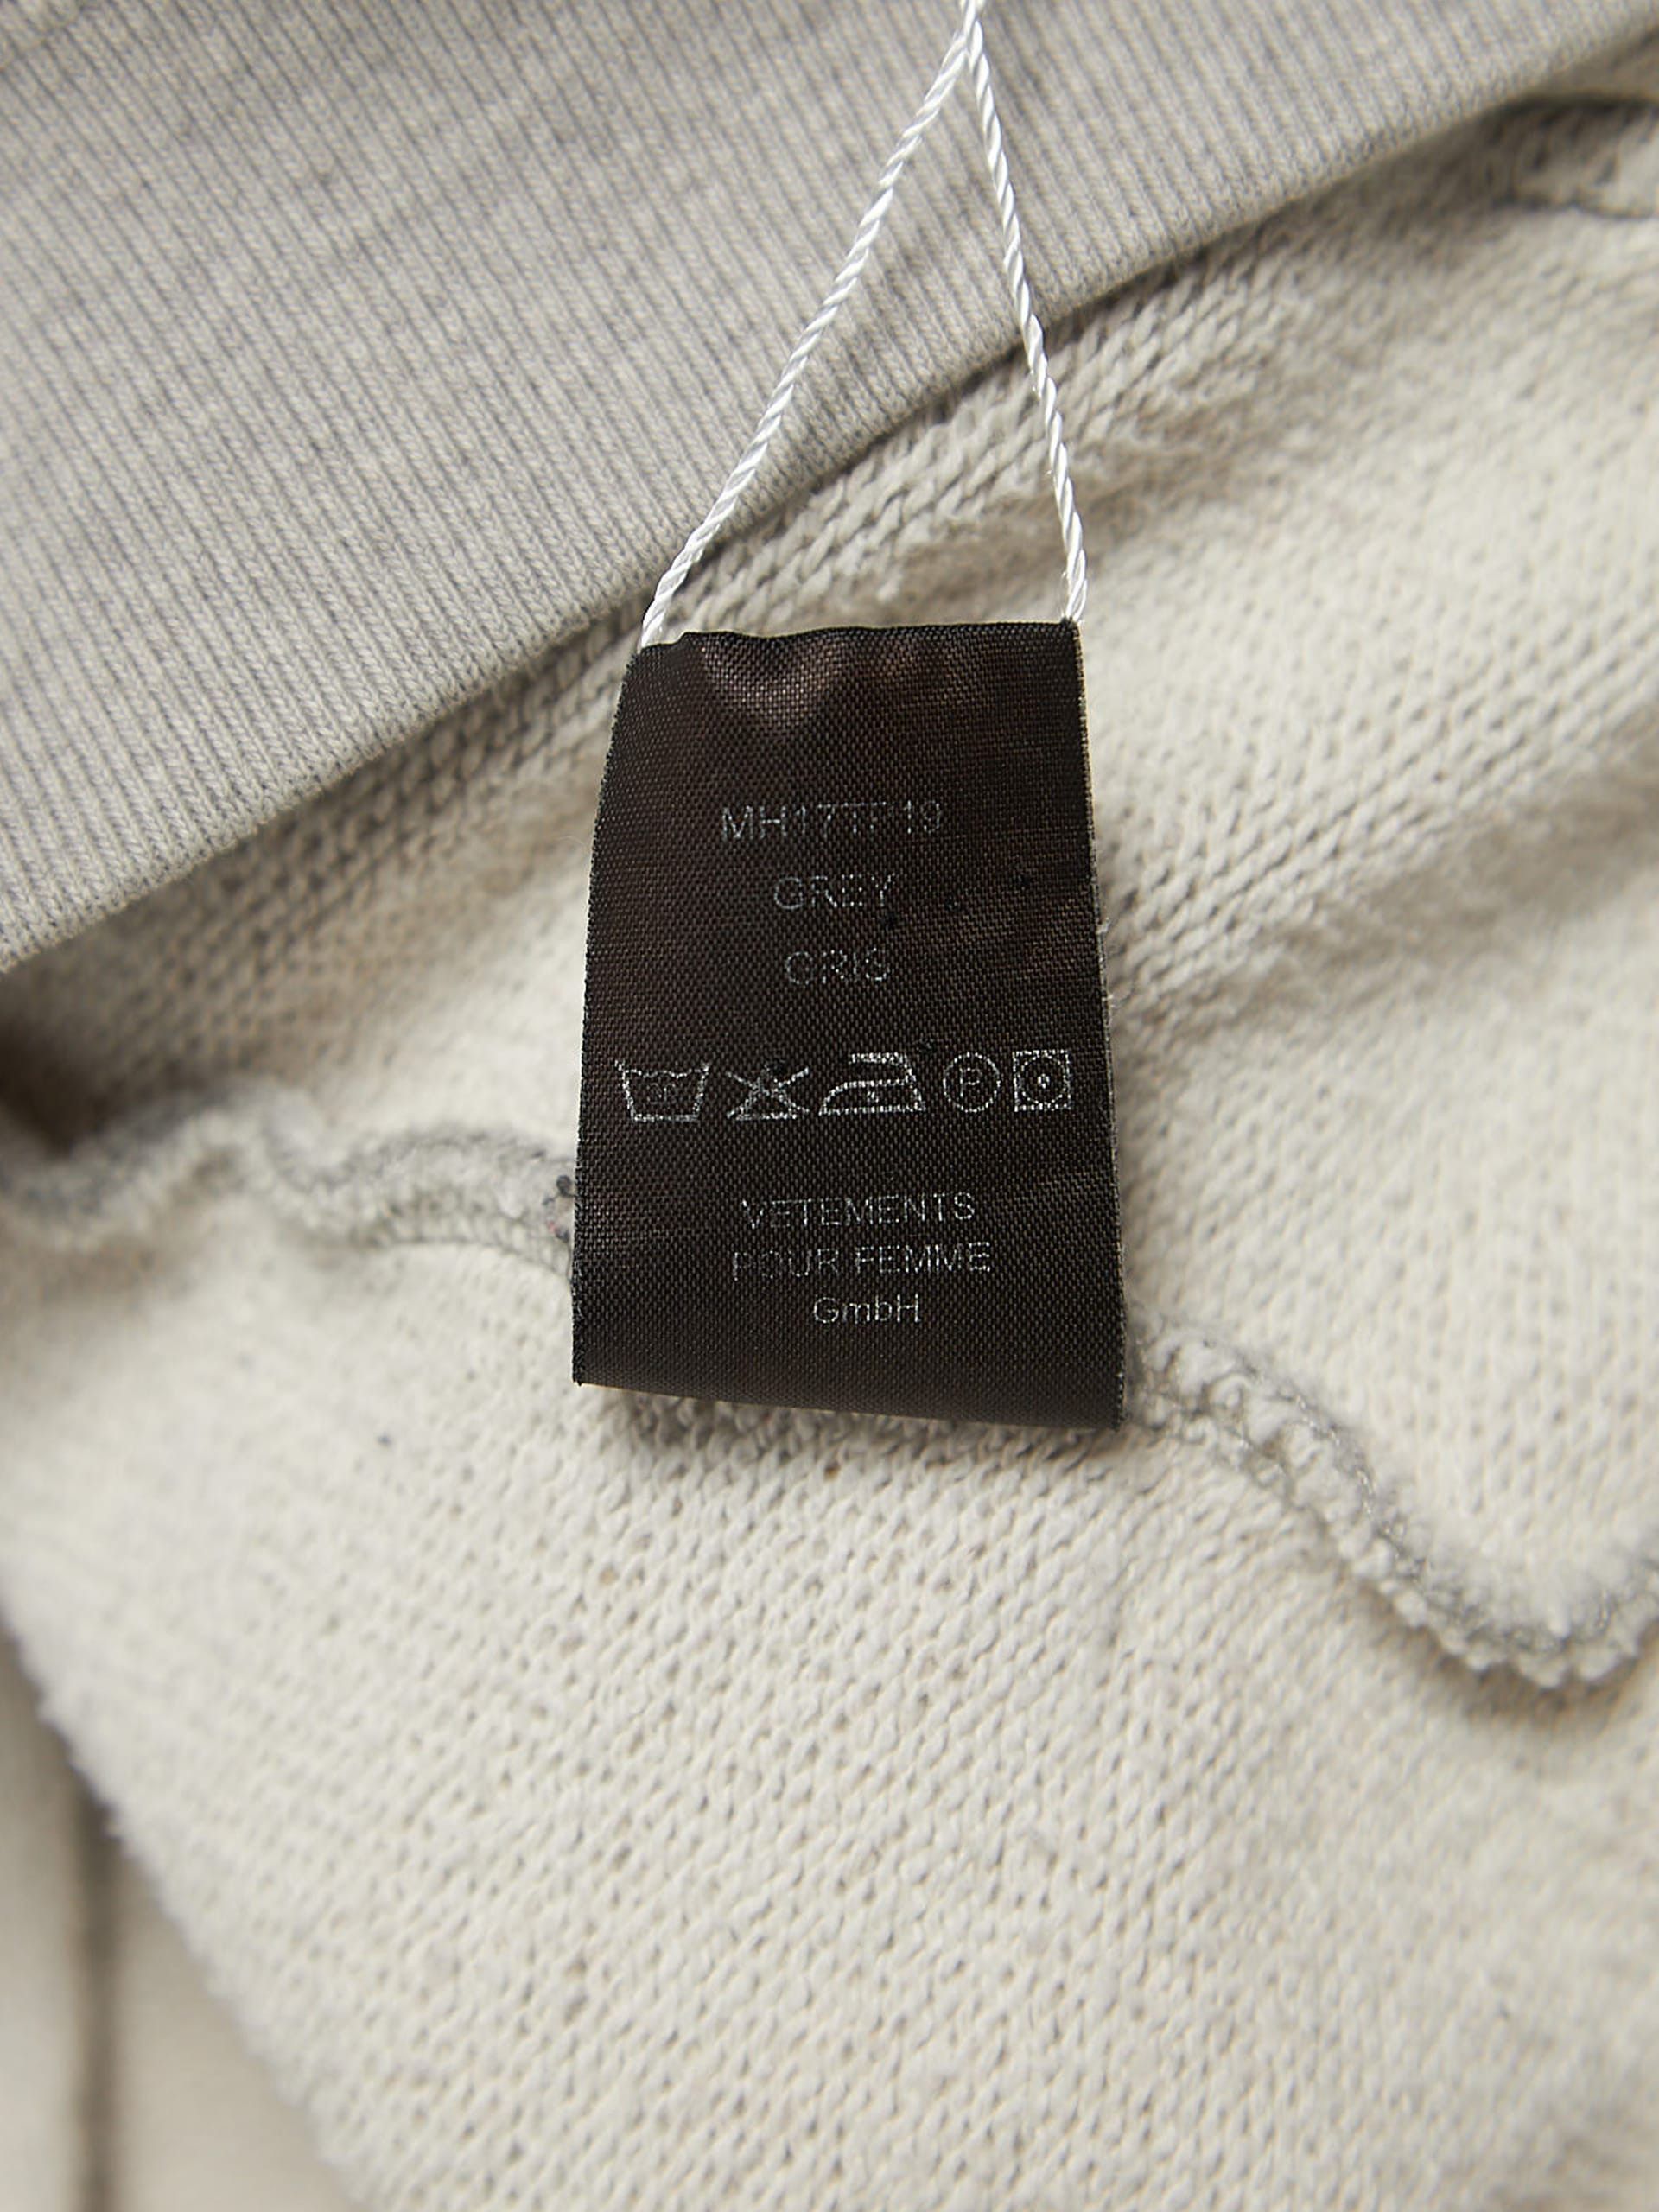 MH17TP19
GREY
GRIS
P
VETEMENTS
POUR FEMME
GmbH